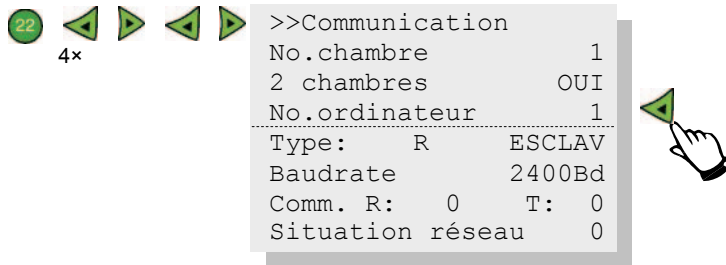 22
4×
>>Communication
No.chambre 1
2 chambres OUI
No.ordinateur 1
Type: R ESCLAV
Baudrate 2400Bd
Comm. R: 0 T: 0
Situation réseau 0